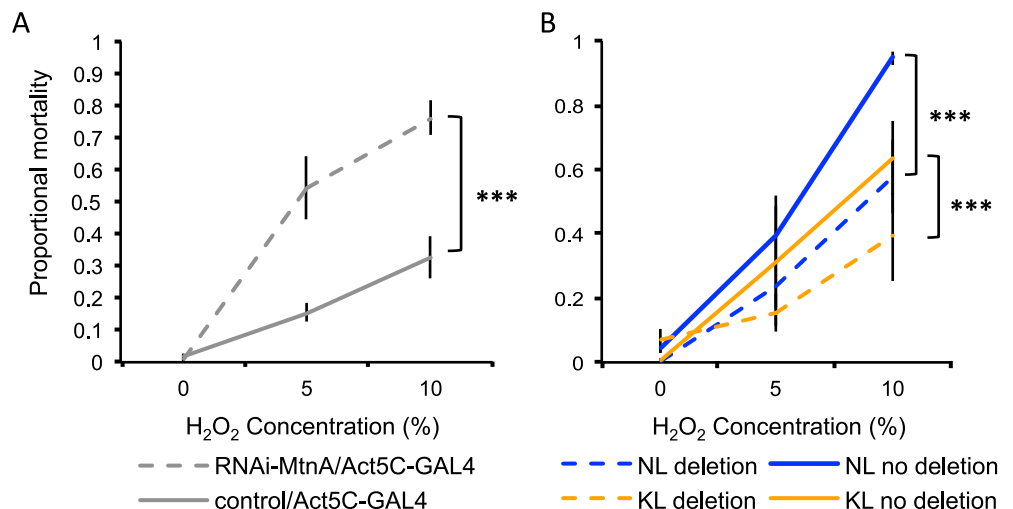 A
Proportional mortality
1
0.9
0.8
0.7
0.6
0.5
0.4
0.3
0.2
0.1
0
***
0 5 10
H₂O₂ Concentration (%)
RNAi-MtnA/Act5C-GAL4
control/Act5C-GAL4
B
1
0.8
0.6
0.4
0.2
0
***
***
0 5 10
H₂O₂ Concentration (%)
NL deletion NL no deletion
KL deletion KL no deletion